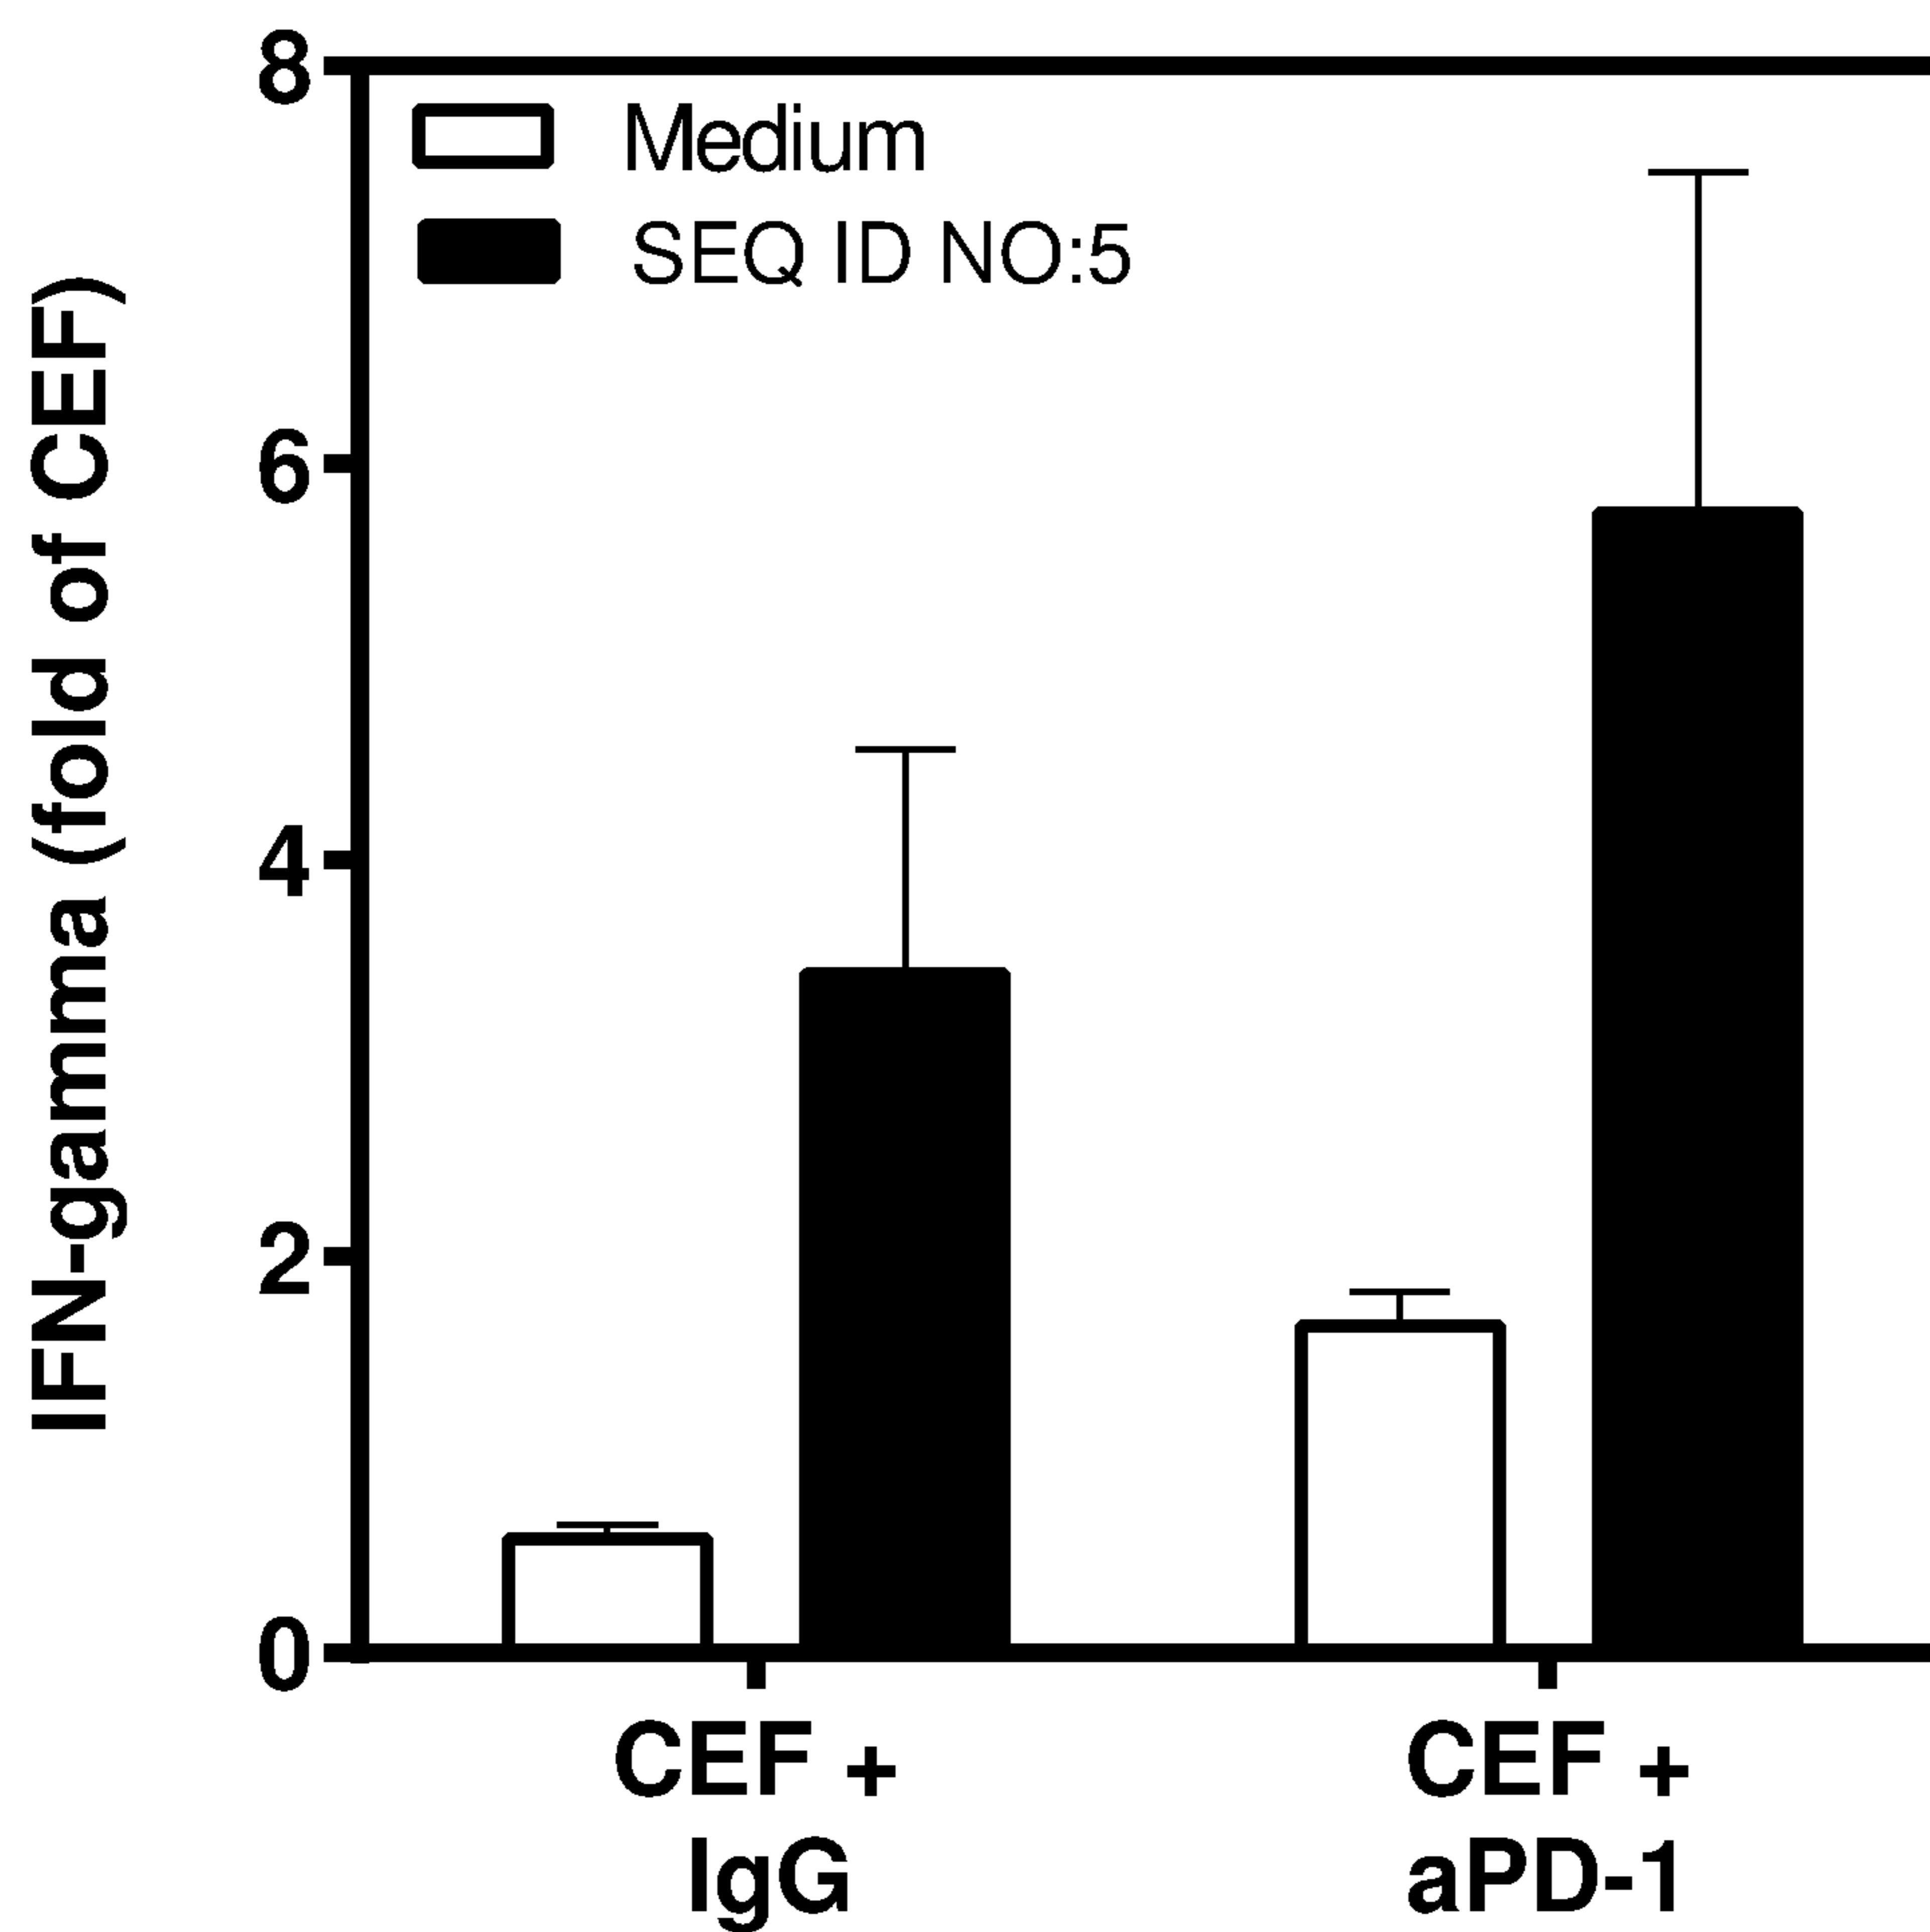 IFN-gamma (fold of CEF)
8
6
4
2
0
Medium
SEQ ID NO:5
CEF +
IgG
CEF +
aPD-1